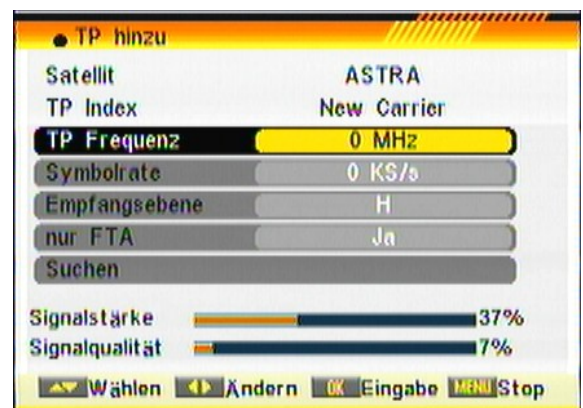 TP hinzu
Satellit ASTRA
TP Index New Carrier
TP Frequenz 0 MHz
Symbolrate 0 KS/s
Empfangsebene H
nur FTA Ja
Suchen
Signalstärke 37%
Signalqualität 7%
Wählen Ändern OK Eingabe MENU Stop